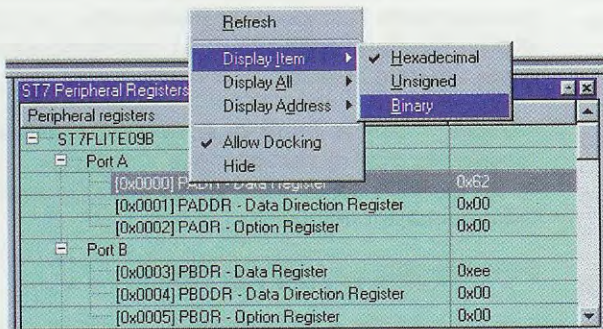 Refresh
Display Item
Display All
Display Address
Allow Docking
Hide
Hexadecimal
Unsigned
Binary
ST7 Peripheral Registers
Peripheral registers
ST7FLITE09B
Port A
[0x0000] PADR - Data Register 0x62
[0x0001] PADDR - Data Direction Register 0x00
[0x0002] PAOR - Option Register 0x00
Port B
[0x0003] PBDR - Data Register 0xee
[0x0004] PBDDR - Data Direction Register 0x00
[0x0005] PBOR - Option Register 0x00